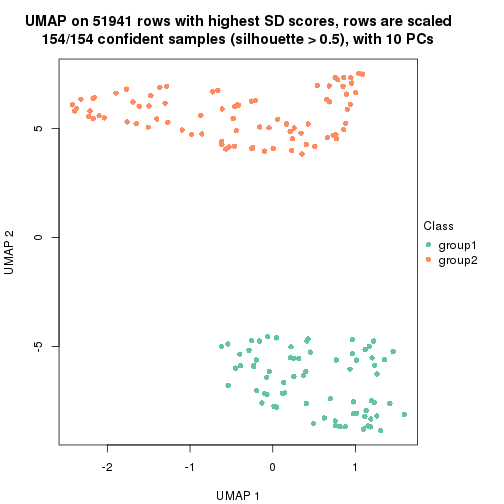 UMAP on 51941 rows with highest SD scores, rows are scaled
154/154 confident samples (silhouette > 0.5), with 10 PCs
5
0
-5
UMAP 2
-2
-1
0
1
UMAP 1
Class
group1
group2